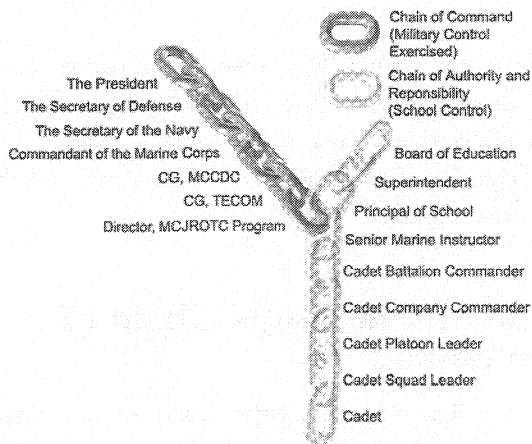 Chain of Command
(Military Control
Exercised)
Chain of Authority and
Reponsibility
(School Control)
The President
The Secretary of Defense
The Secretary of the Navy
Commandant of the Marine Corps
CG, MCCDC
CG, TECOM
Director, MCJROTC Program
Board of Education
Superintendent
Principal of School
Senior Marine Instructor
Cadet Battalion Commander
Cadet Company Commander
Cadet Platoon Leader
Cadet Squad Leader
Cadet